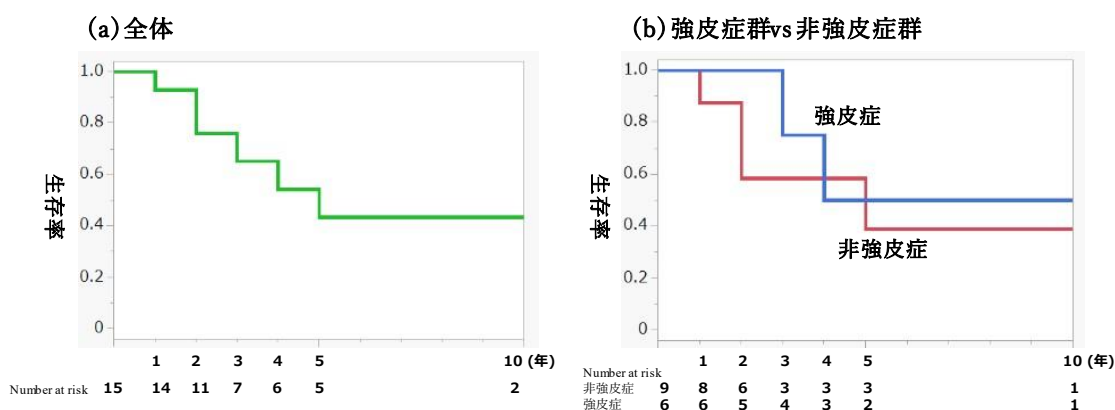 (a)全体
1.0
0.8
0.6
0.4
0.2
0
生存率
1 2 3 4 5 10 (年)
Number at risk 15 14 11 7 6 5 2
(b)強皮症群vs非強皮症群
1.0
0.8
0.6
0.4
0.2
0
生存率
強皮症
非強皮症
1 2 3 4 5 10 (年)
Number at risk
非強皮症 9 8 6 3 3 3 1
強皮症 6 6 5 4 3 2 1